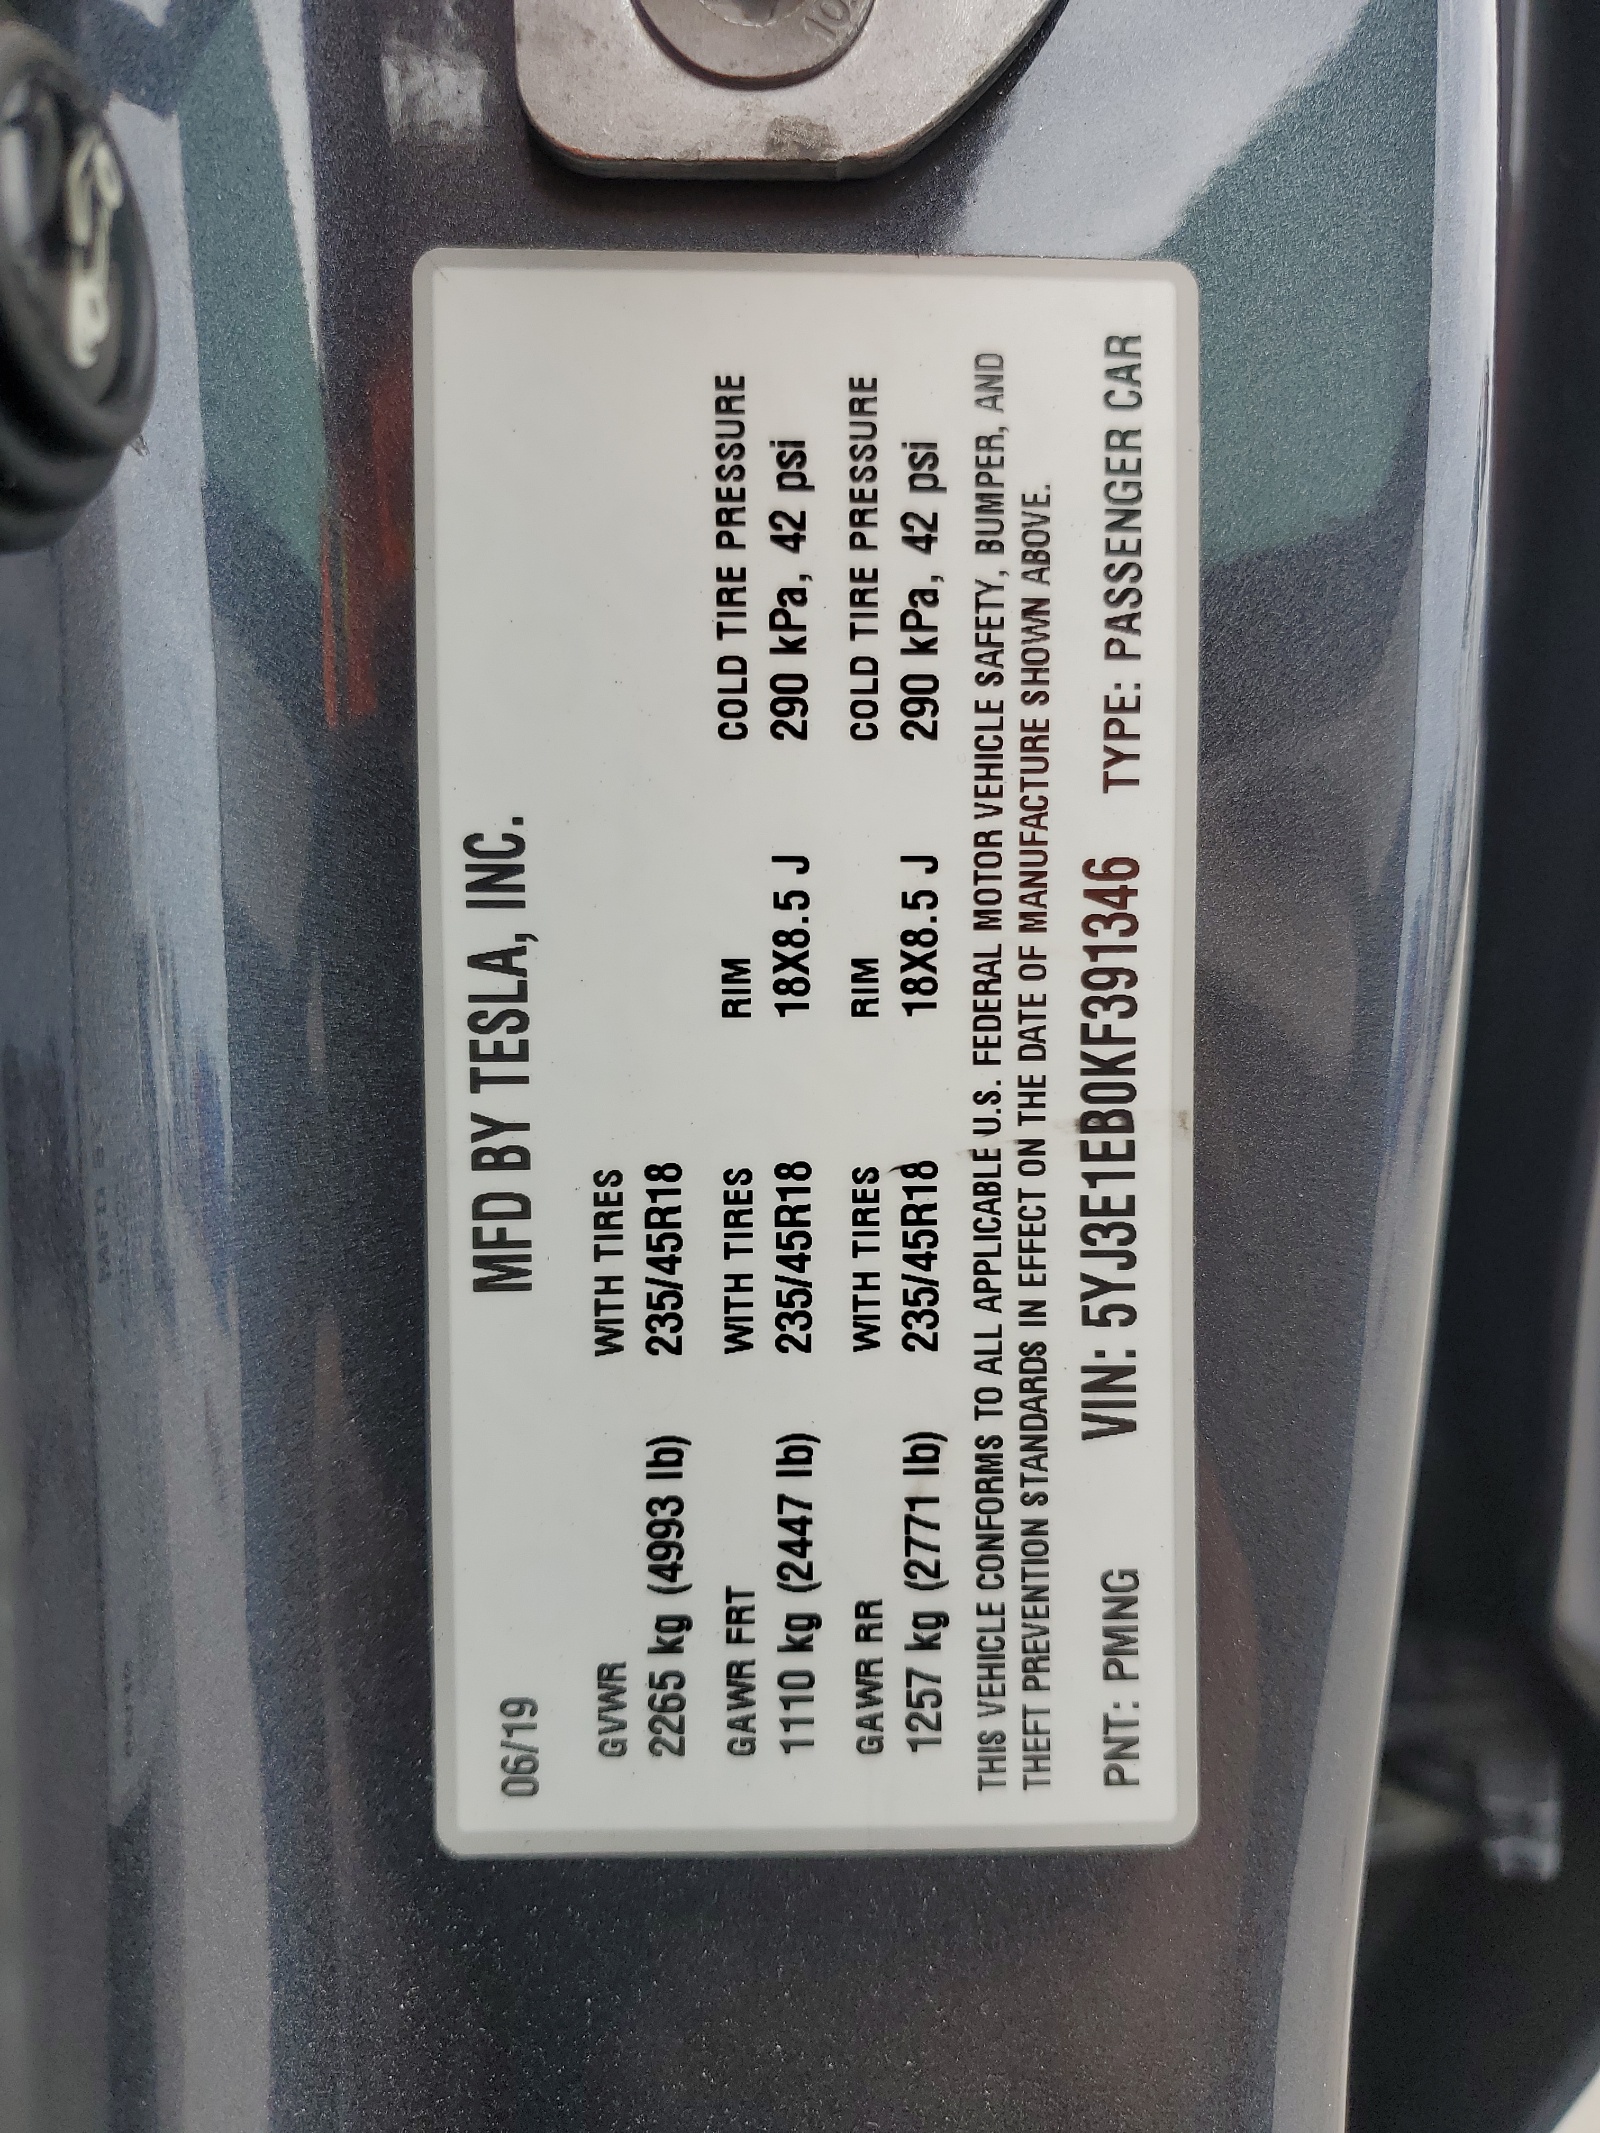 06/19 MFD BY TESLA, INC.
GVWR WITH TIRES
2265 kg (4993 lb) 235/45R18
GAWR FRT WITH TIRES RIM COLD TIRE PRESSURE
1110 kg (2447 lb) 235/45R18 18X8.5 J 290 kPa, 42 psi
GAWR RR WITH TIRES RIM COLD TIRE PRESSURE
1257 kg (2771 lb) 235/45R18 18X8.5 J 290 kPa, 42 psi
THIS VEHICLE CONFORMS TO ALL APPLICABLE U.S. FEDERAL MOTOR VEHICLE SAFETY, BUMPER, AND
THEFT PREVENTION STANDARDS IN EFFECT ON THE DATE OF MANUFACTURE SHOWN ABOVE.
PNT: PMNG VIN: 5YJ3E1EB0KF391346 TYPE: PASSENGER CAR